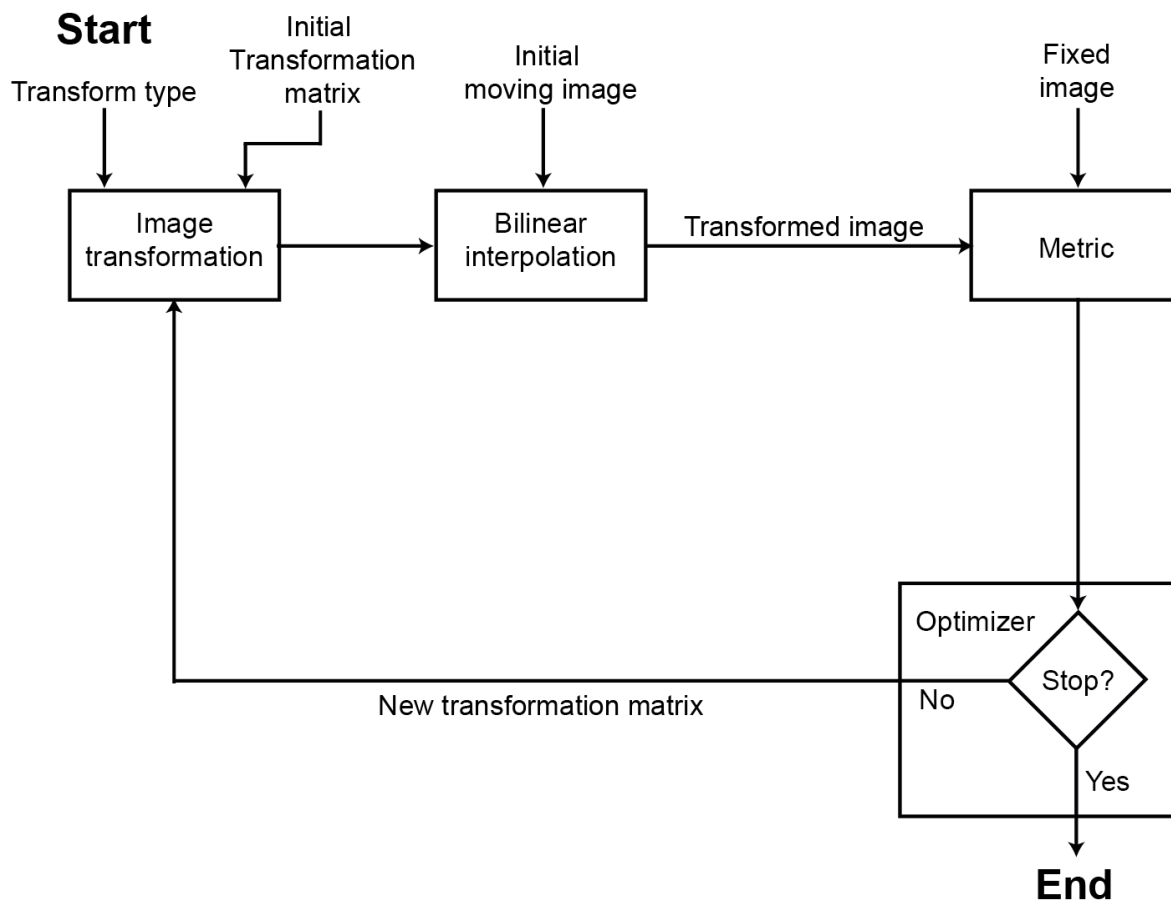 Start
Transform type
Initial
Transformation
matrix
Initial
moving image
Fixed
image
Image
transformation
Bilinear
interpolation
Transformed image
Metric
Optimizer
Stop?
No
New transformation matrix
Yes
End